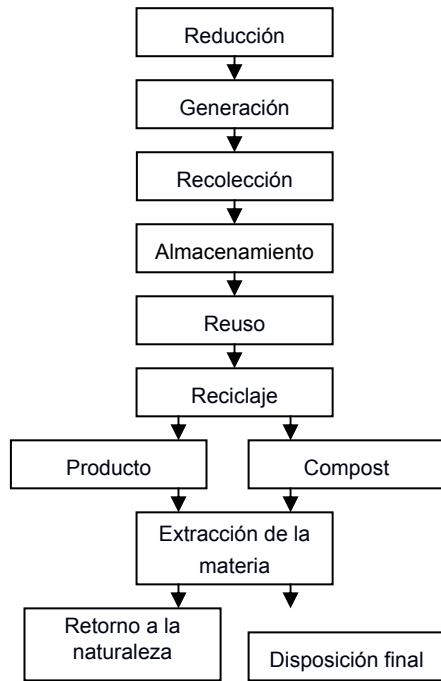 Reducción
Generación
Recolección
Almacenamiento
Reuso
Reciclaje
Producto
Compost
Extracción de la
materia
Retorno a la
naturaleza
Disposición final